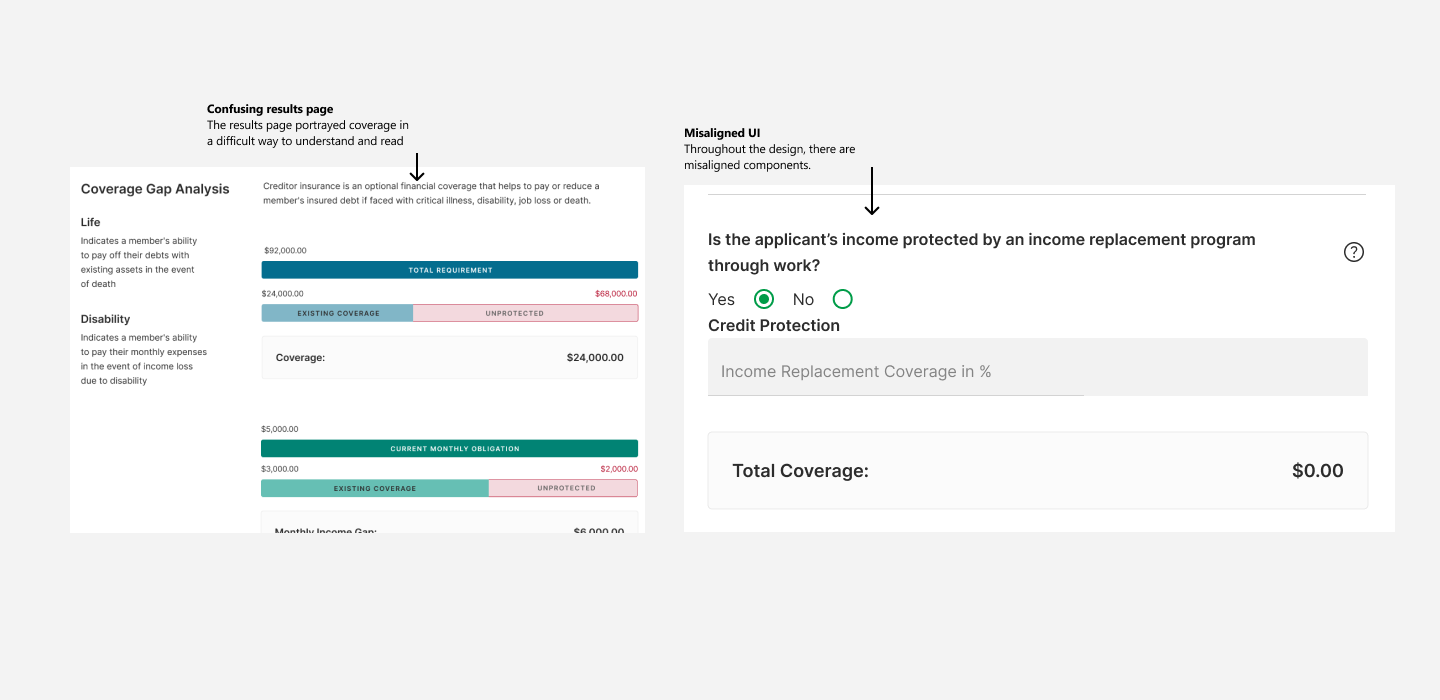 Confusing results page
The results page portrayed coverage in
a difficult way to understand and read
Coverage Gap Analysis
Life
Indicates a member's ability
to pay off their debts with
existing assets in the event
of death
Disability
Indicates a member's ability
to pay their monthly expenses
in the event of income loss
due to disability
Creditor insurance is an optional financial coverage that helps to pay or reduce a
member's insured debt if faced with critical illness, disability, job loss or death.
$92,000.00
TOTAL REQUIREMENT
$24,000.00 $68,000.00
EXISTING COVERAGE UNPROTECTED
Coverage: $24,000.00
$5,000.00
CURRENT MONTHLY OBLIGATION
$3,000.00 $2,000.00
EXISTING COVERAGE UNPROTECTED
Monthly Income Gap: $6,000.00
Misaligned UI
Throughout the design, there are
misaligned components.
Is the applicant’s income protected by an income replacement program
through work?
?
Yes No
Credit Protection
Income Replacement Coverage in %
Total Coverage: $0.00